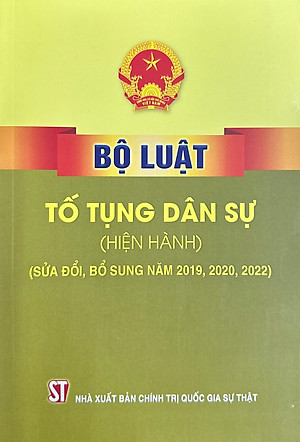 BỘ LUẬT
TỐ TỤNG DÂN SỰ
(HIỆN HÀNH)
(SỬA ĐỔI, BỔ SUNG NĂM 2019, 2020, 2022)
ST NHÀ XUẤT BẢN CHÍNH TRỊ QUỐC GIA SỰ THẬT